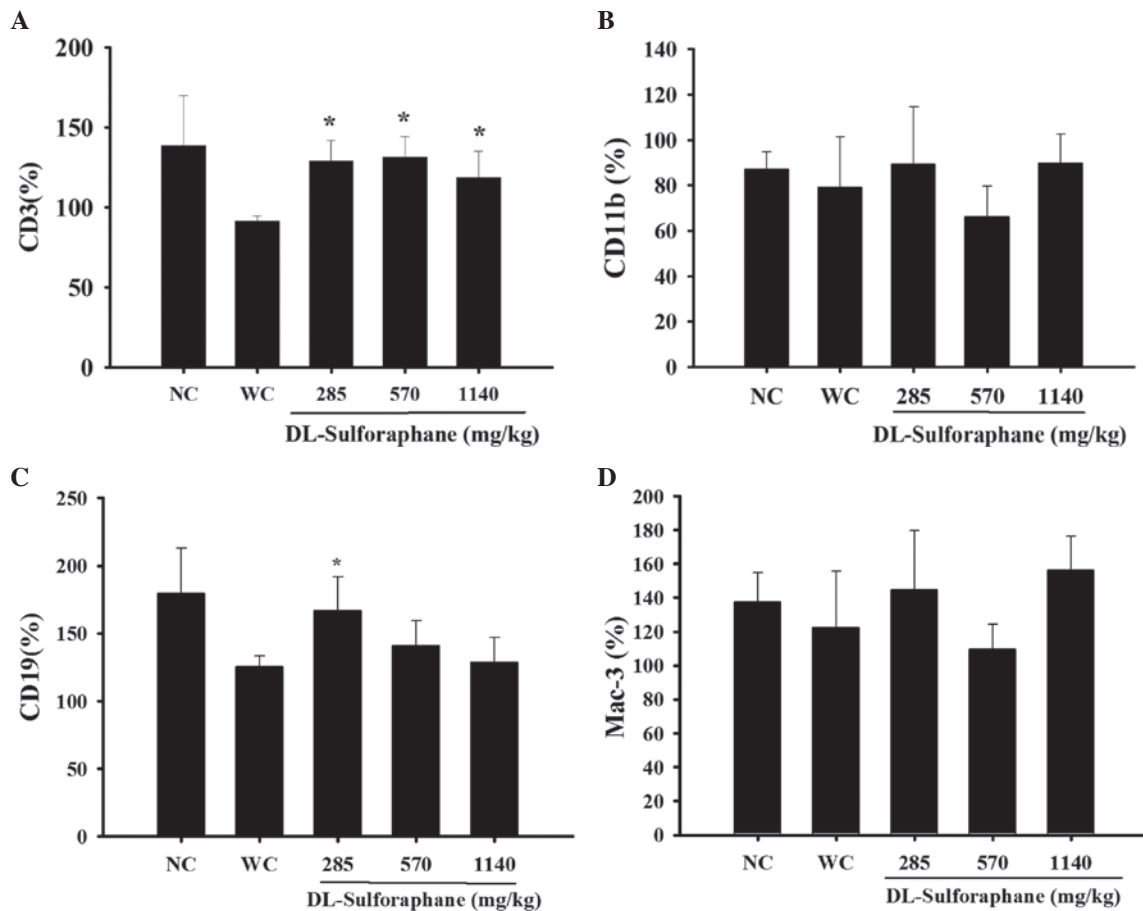 A
200
150
100
50
0
CD3(%)
* * *
NC WC 285 570 1140
DL-Sulforaphane (mg/kg)
B
140
120
100
80
60
40
20
0
CD11b (%)
NC WC 285 570 1140
DL-Sulforaphane (mg/kg)
C
250
200
150
100
50
0
CD19(%)
*
NC WC 285 570 1140
DL-Sulforaphane (mg/kg)
D
200
180
160
140
120
100
80
60
40
20
0
Mac-3 (%)
NC WC 285 570 1140
DL-Sulforaphane (mg/kg)